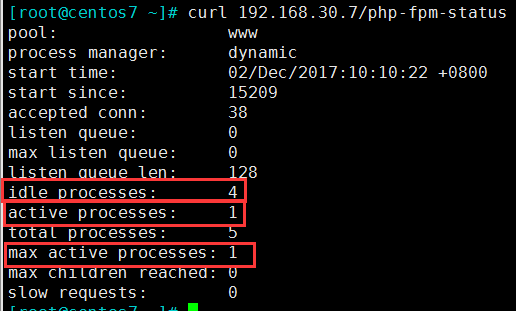 [root@centos7 ~]# curl 192.168.30.7/php-fpm-status
pool: www
process manager: dynamic
start time: 02/Dec/2017:10:10:22 +0800
start since: 15209
accepted conn: 38
listen queue: 0
max listen queue: 0
listen queue len: 128
idle processes: 4
active processes: 1
total processes: 5
max active processes: 1
max children reached: 0
slow requests: 0
[root@centos7 ~]#